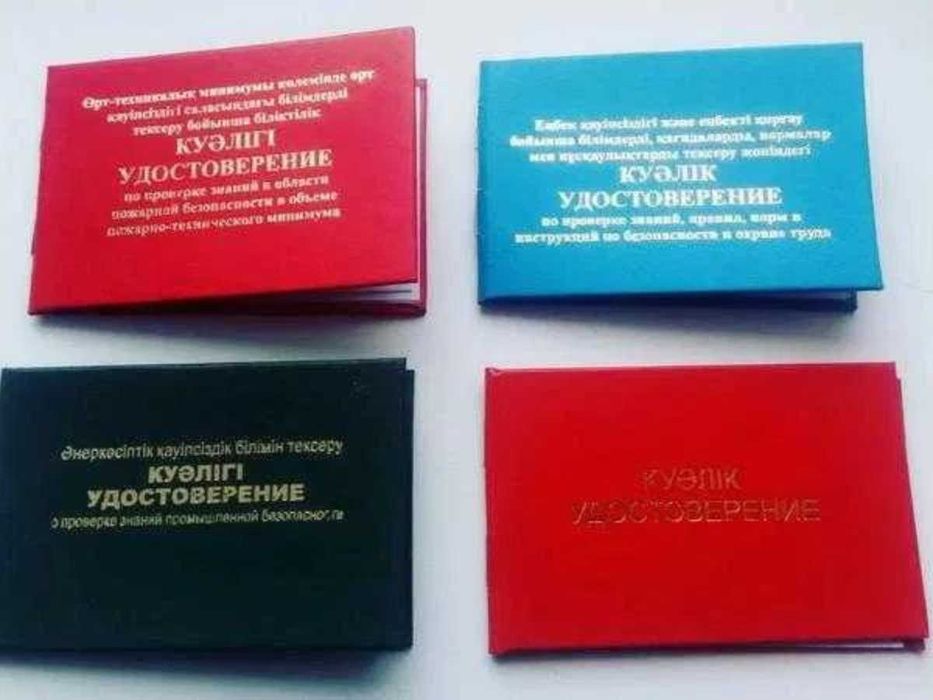 Өрт-техникалық минимумы көлемінде өрт
қауіпсіздігі саласындағы білімдерді
тексеру бойынша біліктілік
КУӘЛІГІ
УДОСТОВЕРЕНИЕ
по проверке знаний в области
пожарной безопасности в объеме
пожарно-технического минимума
Еңбек қауіпсіздігі және еңбекті қорғау
бойынша білімдерді, қағидаларды, нормалар
мен нұсқаулықтарды тексеру жөніндегі
КУӘЛІК
УДОСТОВЕРЕНИЕ
по проверке знаний, правил, норм и
инструкций по безопасности и охране труда
Өнеркәсіптік қауіпсіздік білімін тексеру
КУӘЛІГІ
УДОСТОВЕРЕНИЕ
о проверке знаний промышленной безопасности
КУӘЛІК
УДОСТОВЕРЕНИЕ